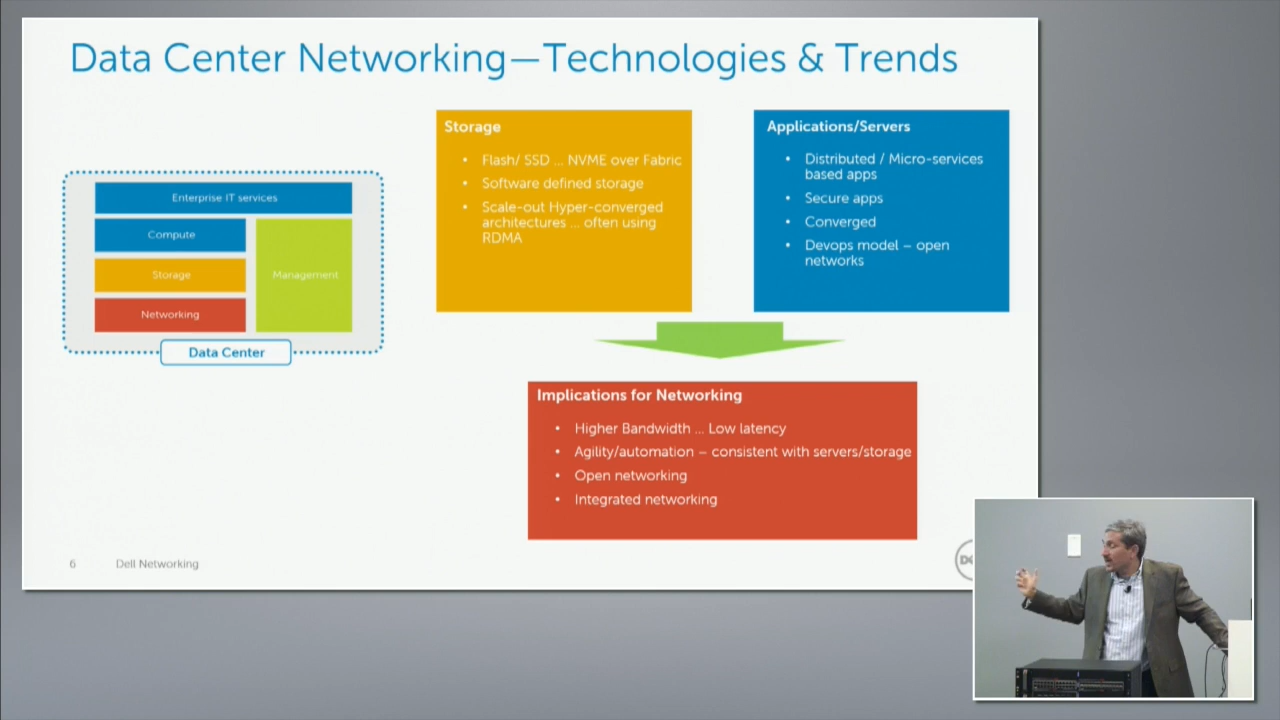 Data Center Networking—Technologies & Trends
Enterprise IT services
Compute
Storage
Networking
Management
Data Center
Storage
• Flash/ SSD ... NVME over Fabric
• Software defined storage
• Scale-out Hyper-converged
architectures ... often using
RDMA
Applications/Servers
• Distributed / Micro-services
based apps
• Secure apps
• Converged
• Devops model – open
networks
Implications for Networking
• Higher Bandwidth ... Low latency
• Agility/automation – consistent with servers/storage
• Open networking
• Integrated networking
6
Dell Networking